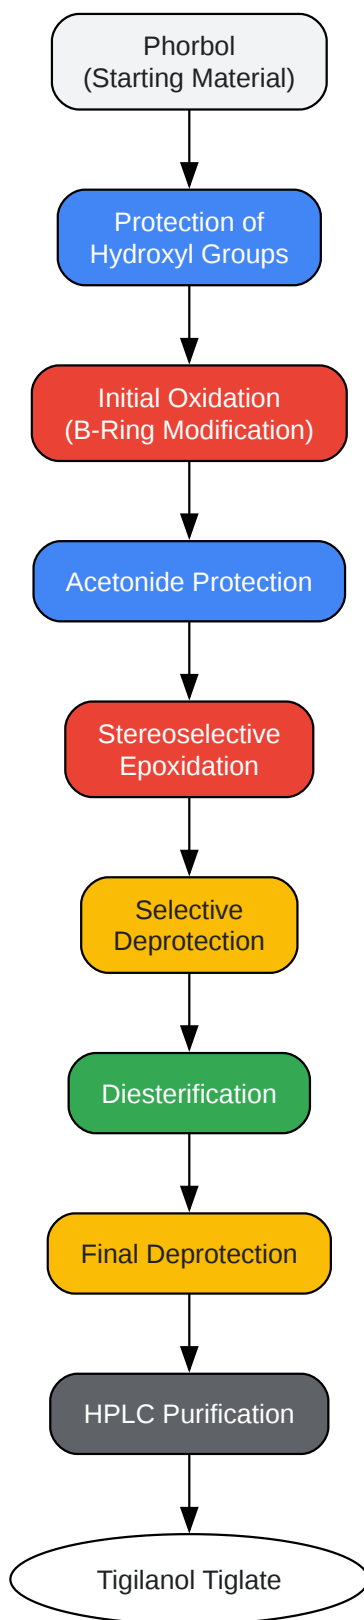 Phorbol
(Starting Material)
Protection of
Hydroxyl Groups
Initial Oxidation
(B-Ring Modification)
Acetonide Protection
Stereoselective
Epoxidation
Selective
Deprotection
Diesterification
Final Deprotection
HPLC Purification
Tigilanol Tiglate